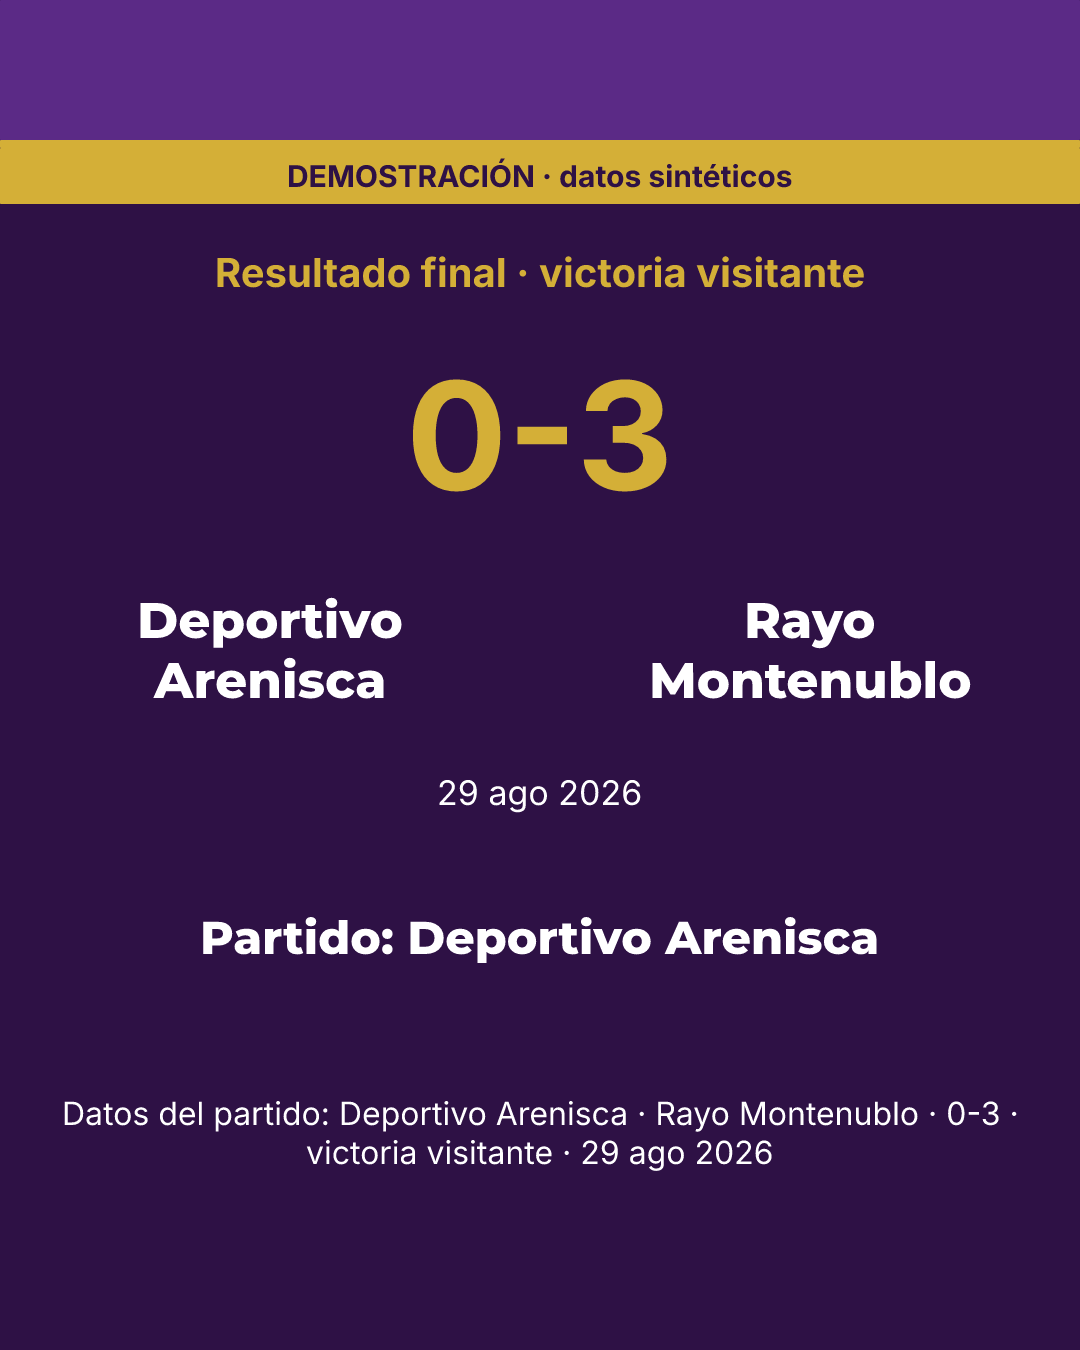 DEMOSTRACIÓN · datos sintéticos
Resultado final · victoria visitante
0-3
Deportivo
Arenisca
Rayo
Montenublo
29 ago 2026
Partido: Deportivo Arenisca
Datos del partido: Deportivo Arenisca · Rayo Montenublo · 0-3 ·
victoria visitante · 29 ago 2026